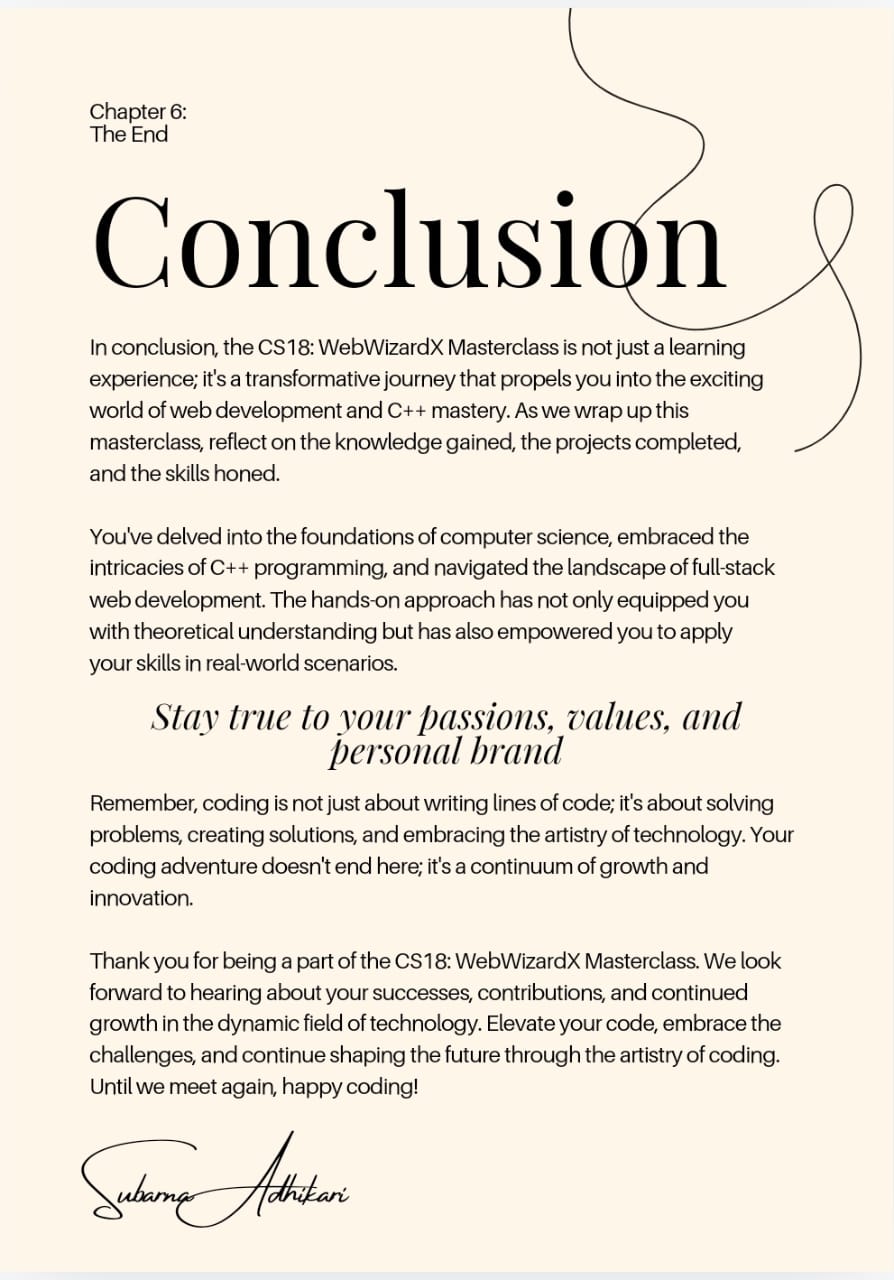 Chapter 6:
The End
Conclusion
In conclusion, the CS18: WebWizardX Masterclass is not just a learning
experience; it's a transformative journey that propels you into the exciting
world of web development and C++ mastery. As we wrap up this
masterclass, reflect on the knowledge gained, the projects completed,
and the skills honed.
You've delved into the foundations of computer science, embraced the
intricacies of C++ programming, and navigated the landscape of full-stack
web development. The hands-on approach has not only equipped you
with theoretical understanding but has also empowered you to apply
your skills in real-world scenarios.
Stay true to your passions, values, and
personal brand
Remember, coding is not just about writing lines of code; it's about solving
problems, creating solutions, and embracing the artistry of technology. Your
coding adventure doesn't end here; it's a continuum of growth and
innovation.
Thank you for being a part of the CS18: WebWizardX Masterclass. We look
forward to hearing about your successes, contributions, and continued
growth in the dynamic field of technology. Elevate your code, embrace the
challenges, and continue shaping the future through the artistry of coding.
Until we meet again, happy coding!
Subarna Adhikari